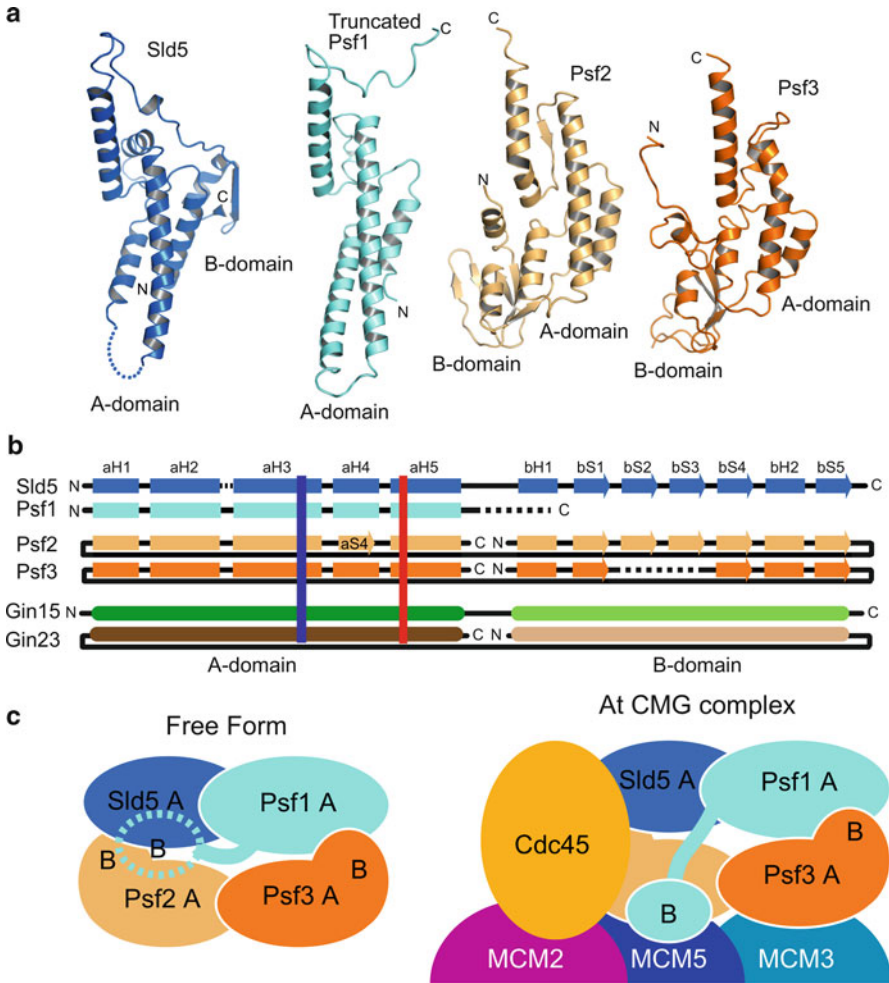 a
Sld5
Truncated
Psf1
C
C
Psf2
C
Psf3
N
N
C
B-domain
N
N
A-domain
A-domain
A-domain
B-domain
A-domain
B-domain
b
aH1 aH2 aH3 aH4 aH5 bH1 bS1 bS2 bS3 bS4 bH2 bS5
Sld5 N C
Psf1 N C
Psf2 aS4 C N
Psf3 C N
Gin15 N C
Gin23 C N
A-domain B-domain
c
Free Form
At CMG complex
Sld5 A
Psf1 A
B
B
B
Psf2 A
Psf3 A
Sld5 A
Psf1 A
Cdc45
B
Psf3 A
B
MCM2
MCM5
MCM3